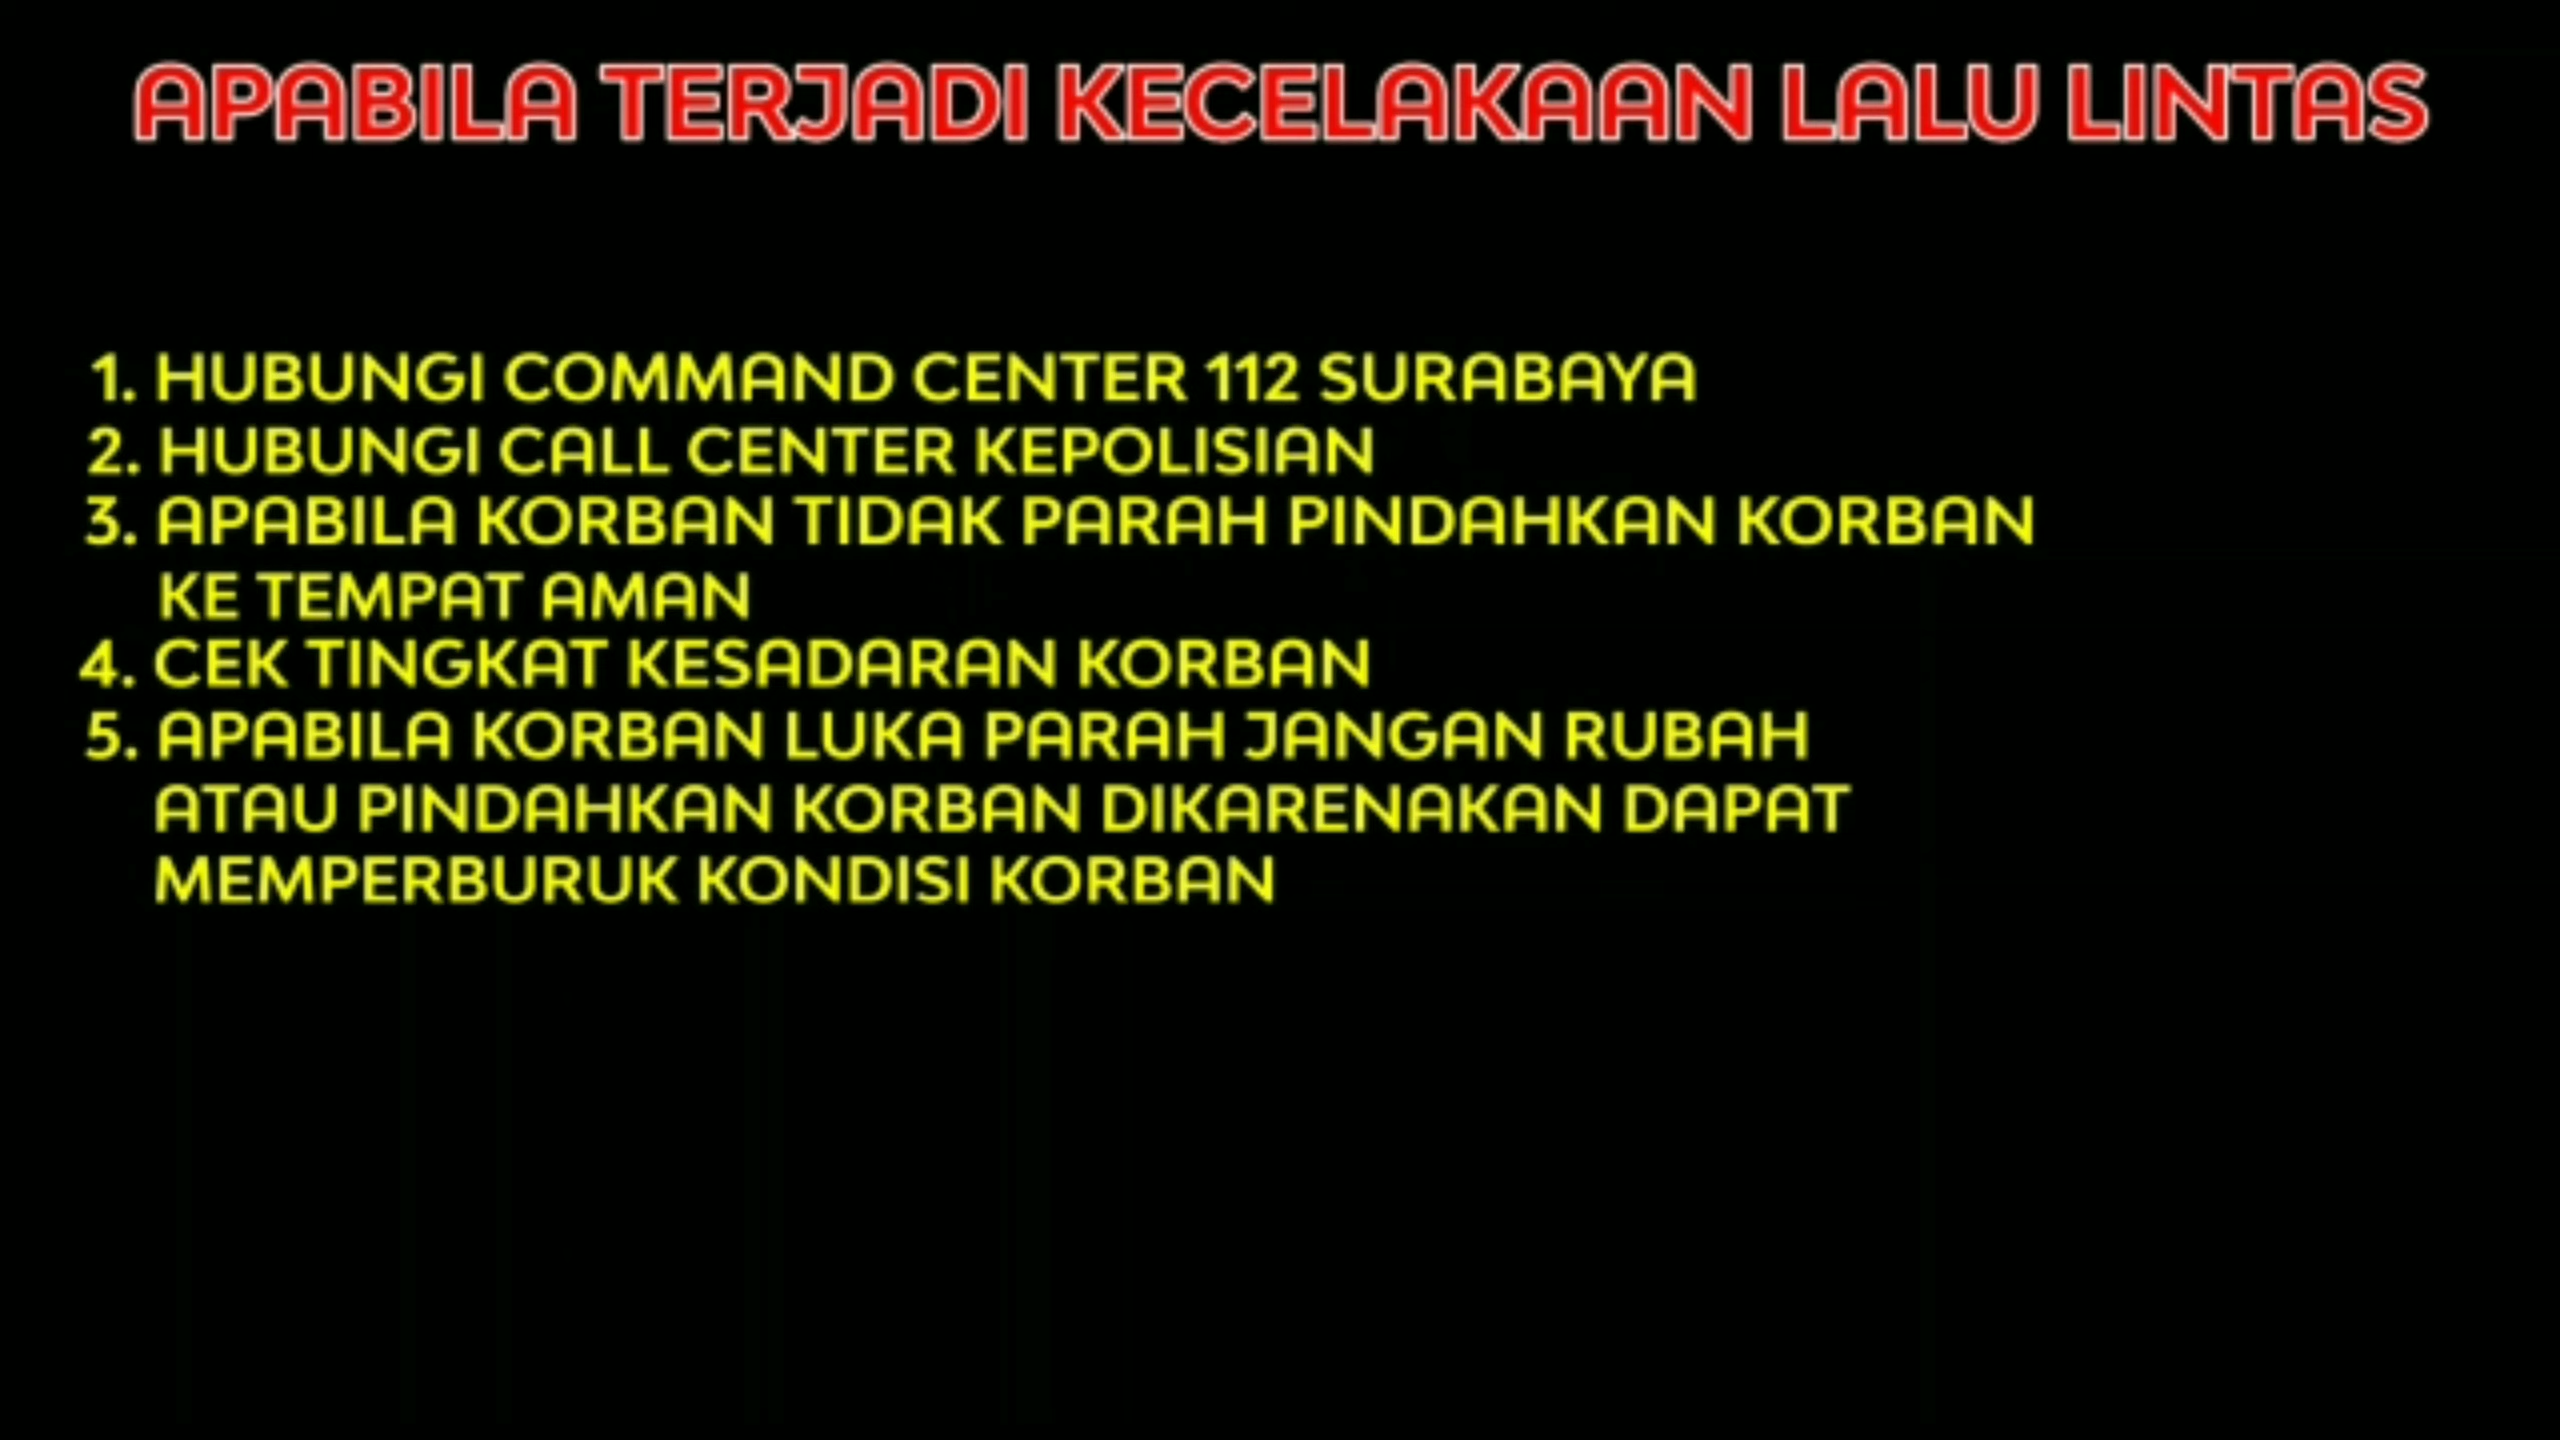 APABILA TERJADI KECELAKAAN LALU LINTAS
1. HUBUNGI COMMAND CENTER 112 SURABAYA
2. HUBUNGI CALL CENTER KEPOLISIAN
3. APABILA KORBAN TIDAK PARAH PINDAHKAN KORBAN
KE TEMPAT AMAN
4. CEK TINGKAT KESADARAN KORBAN
5. APABILA KORBAN LUKA PARAH JANGAN RUBAH
ATAU PINDAHKAN KORBAN DIKARENAKAN DAPAT
MEMPERBURUK KONDISI KORBAN